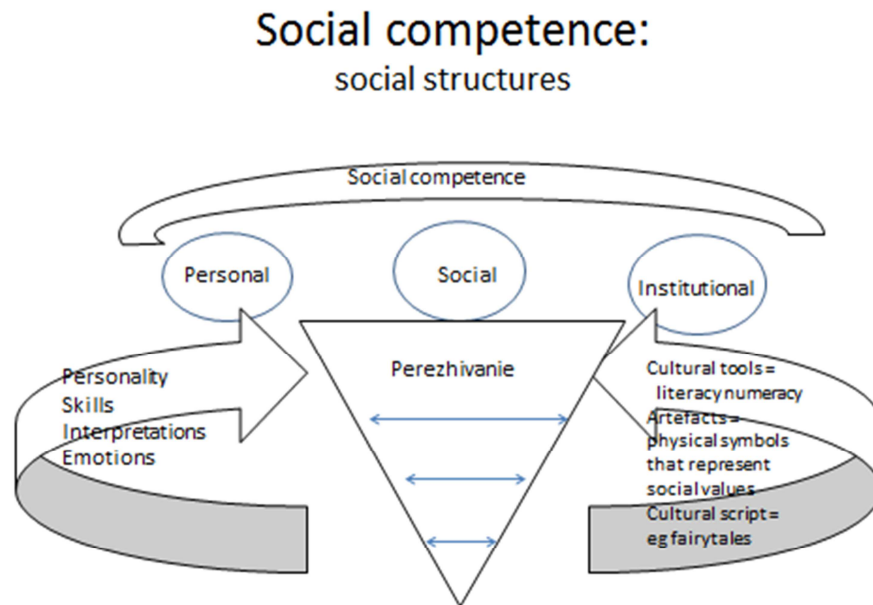 Social competence:
social structures
Social competence
Personal
Social
Institutional
Perezhivanie
Personality
Skills
Interpretations
Emotions
Cultural tools =
literacy numeracy
Artefacts =
physical symbols
that represent
social values
Cultural script =
eg fairytales